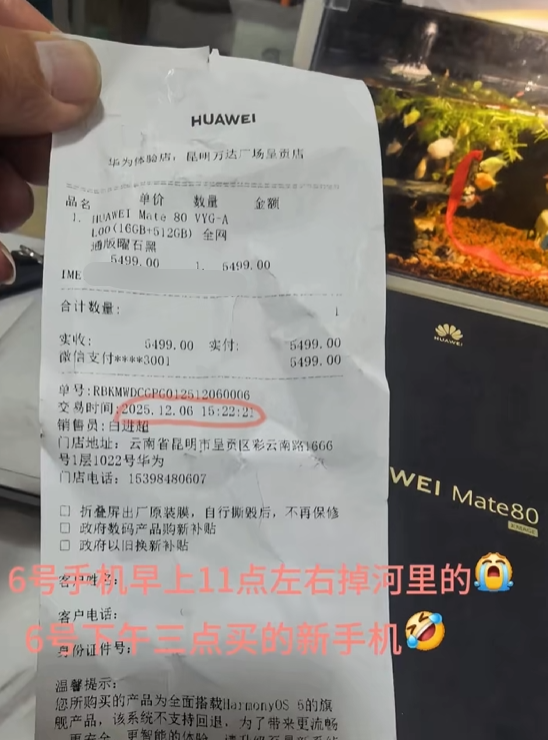 HUAWEI
华为体验店，昆明万达广场呈贡店
品名 单价 数量 金额
1. HUAWEI Mate 80 VYG-A
L00(16GB+512GB) 全网
通版曜石黑
5499.00 1. 5499.00
IME
合计数量: 1
实收: 5499.00 实付: 5499.00
微信支付****3001 5499.00
单号:RBKMWDCGPG012512060006
交易时间:2025.12.06 15:22:21
销售员:白进超
门店地址: 云南省昆明市呈贡区彩云南路1666
号1层1022号华为
门店电话: 15398480607
□ 折叠屏出厂原装膜，自行撕毁后，不再保修
□ 政府数码产品购新补贴
□ 政府以旧换新补贴
6号手机早上11点左右掉河里的😭
客户姓名:
客户电话:
6号下午三点买的新手机🤣
身份证件号:
温馨提示:
您所购买的产品为全面搭载HarmonyOS 6的旗
舰产品，该系统不支持回退，为了带来更流畅
HUAWEI
WEI Mate80
XMAGE